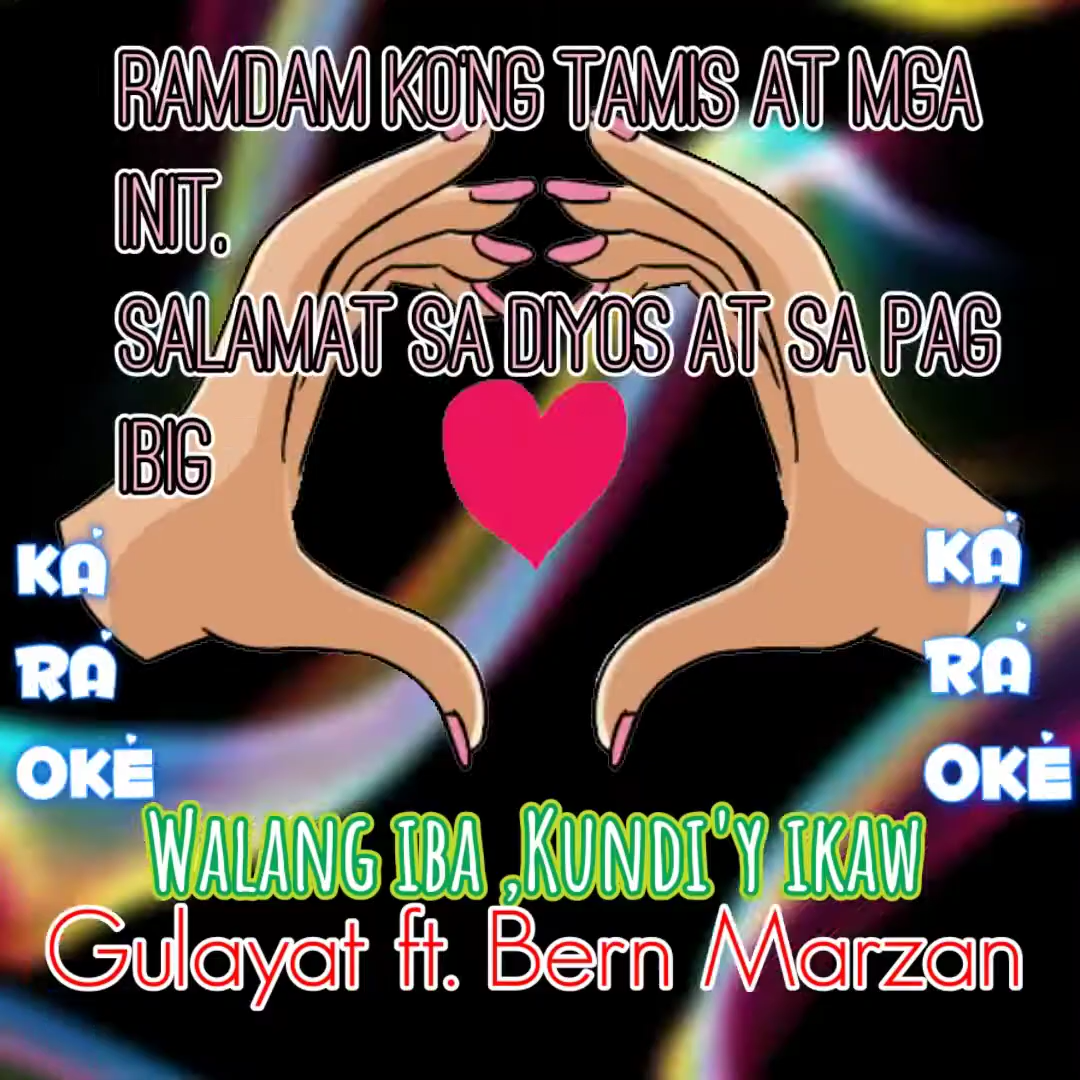 RAMDAM KO'NG TAMIS AT MGA
INIT.
SALAMAT SA DIYOS AT SA PAG
IBIG
KA
RA
OKE
KA
RA
OKE
WALANG IBA ,KUNDI'Y IKAW
Gulayat ft. Bern Marzan